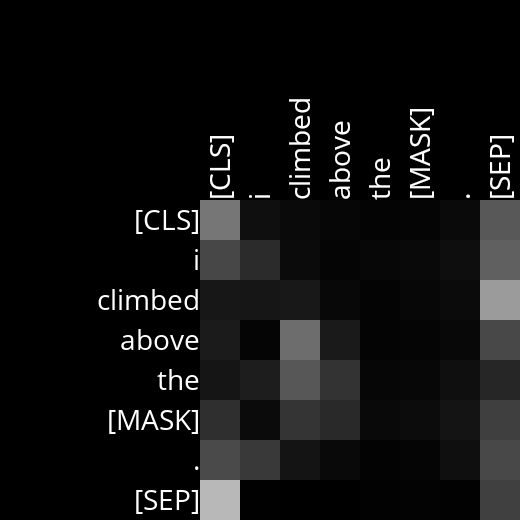 [CLS] i climbed above the [MASK] . [SEP]
[CLS]
i
climbed
above
the
[MASK]
.
[SEP]